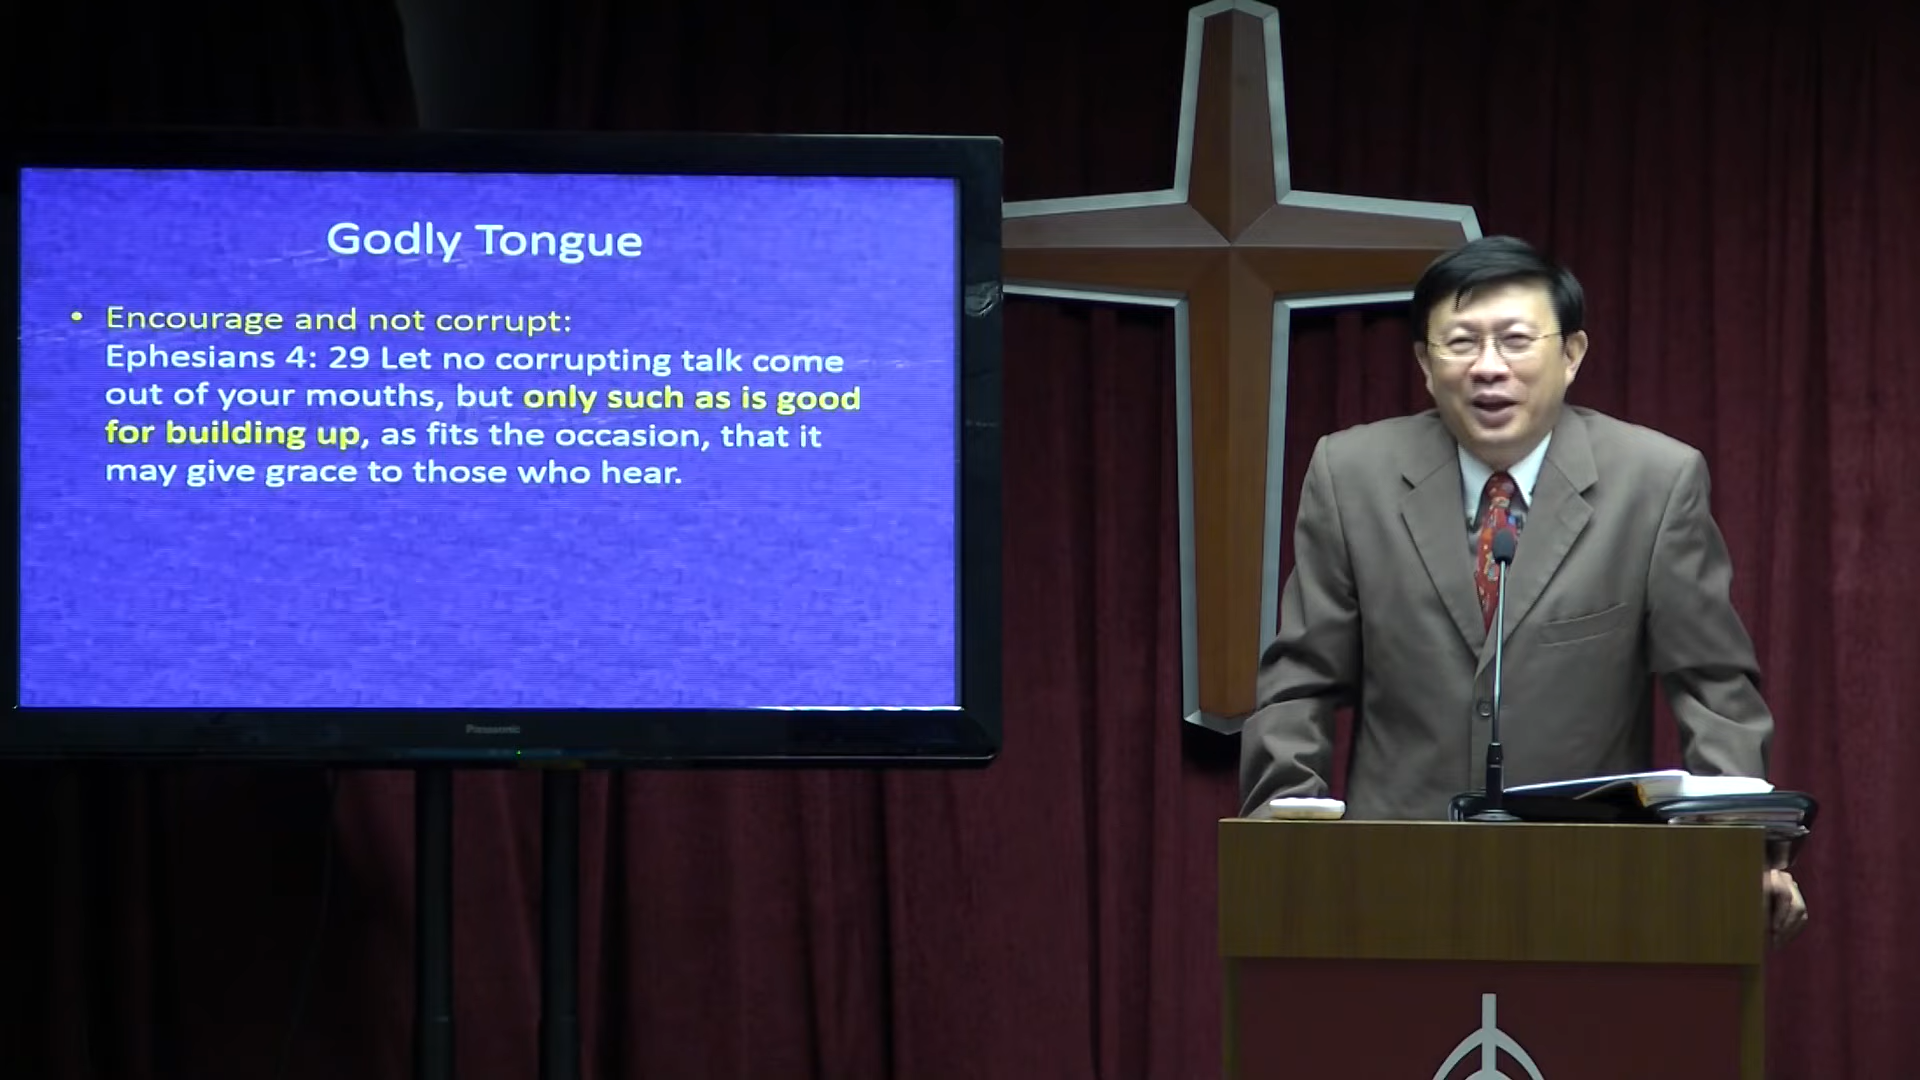 Godly Tongue
• Encourage and not corrupt:
Ephesians 4: 29 Let no corrupting talk come
out of your mouths, but only such as is good
for building up, as fits the occasion, that it
may give grace to those who hear.
Panasonic